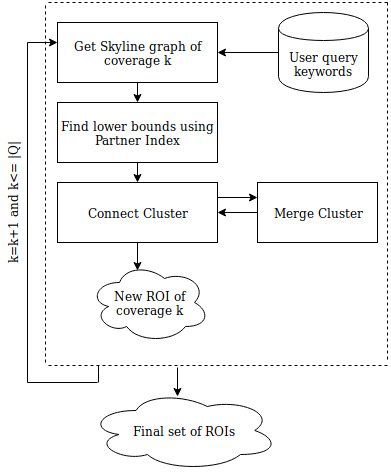 Get Skyline graph of
coverage k
User query
keywords
Find lower bounds using
Partner Index
Connect Cluster
Merge Cluster
New ROI of
coverage k
k=k+1 and k<= |Q|
Final set of ROIs